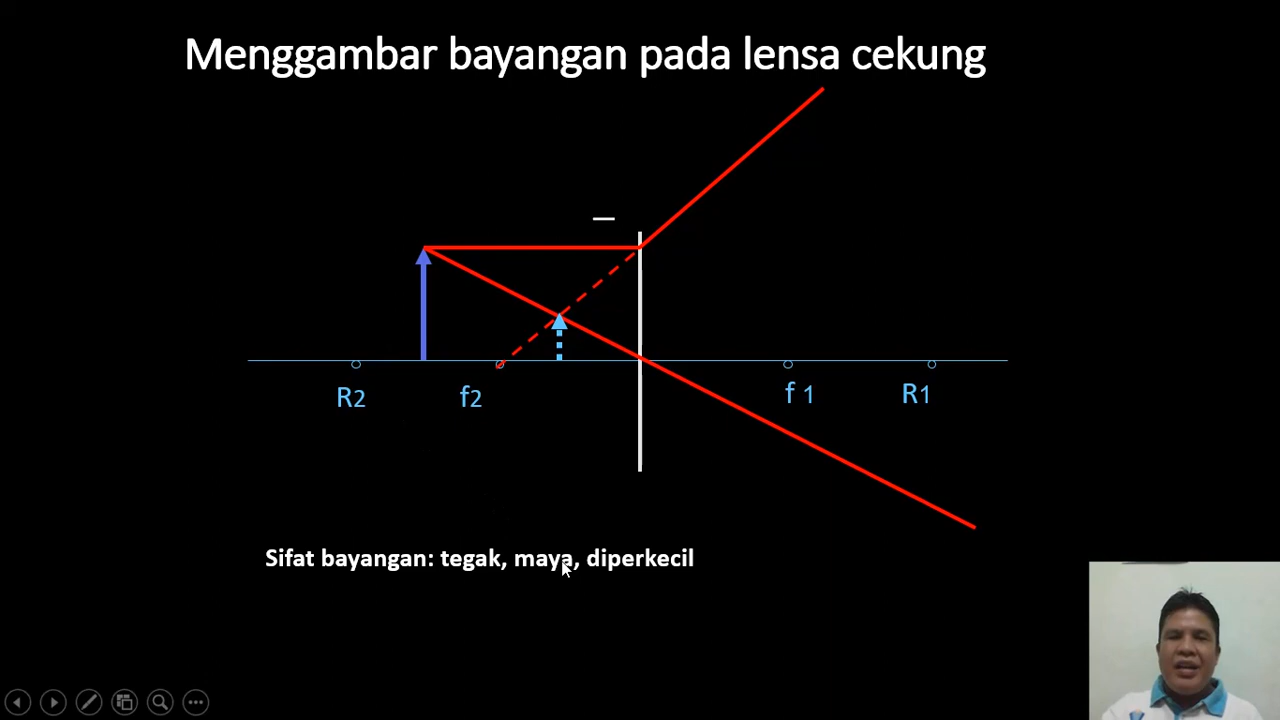 Menggambar bayangan pada lensa cekung
–
R2
f2
f 1
R1
Sifat bayangan: tegak, maya, diperkecil